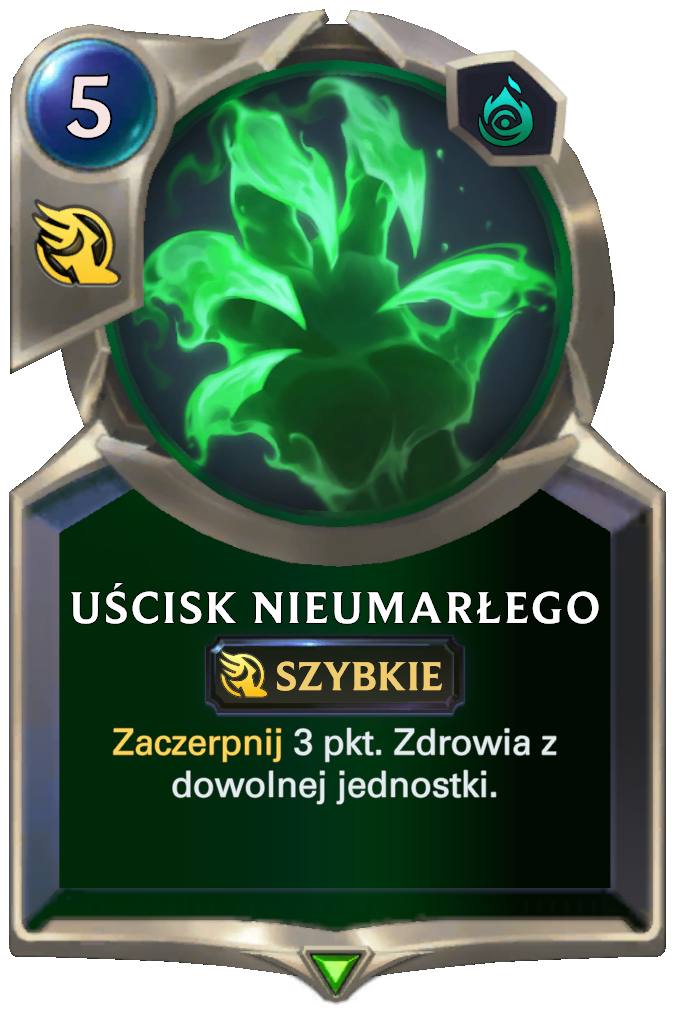 5
UŚCISK NIEUMARŁEGO
SZYBKIE
Zaczerpnij 3 pkt. Zdrowia z
dowolnej jednostki.